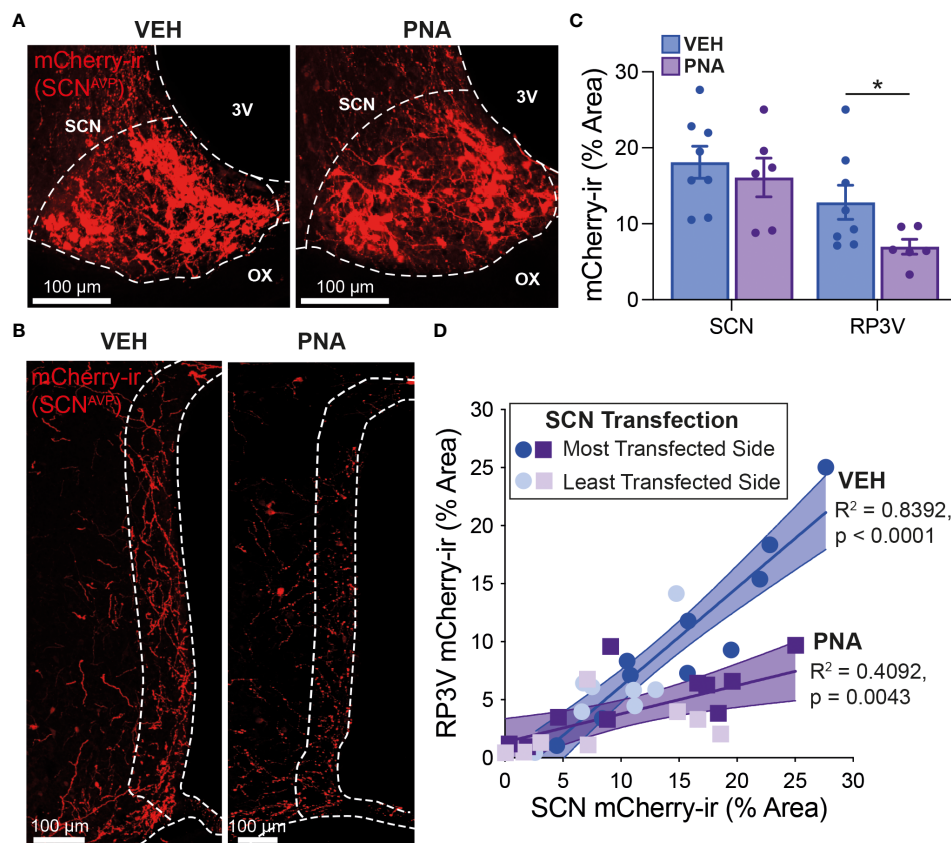 A
VEH
PNA
mCherry-ir
(SCN^AVP)
SCN
3V
OX
100 µm
SCN
3V
OX
100 µm
B
VEH
PNA
mCherry-ir
(SCN^AVP)
100 µm
100 µm
C
VEH
PNA
mCherry-ir (% Area)
30
20
10
0
*
SCN
RP3V
D
RP3V mCherry-ir (% Area)
30
25
20
15
10
5
0
SCN Transfection
Most Transfected Side
Least Transfected Side
VEH
R² = 0.8392,
p < 0.0001
PNA
R² = 0.4092,
p = 0.0043
0 5 10 15 20 25 30
SCN mCherry-ir (% Area)